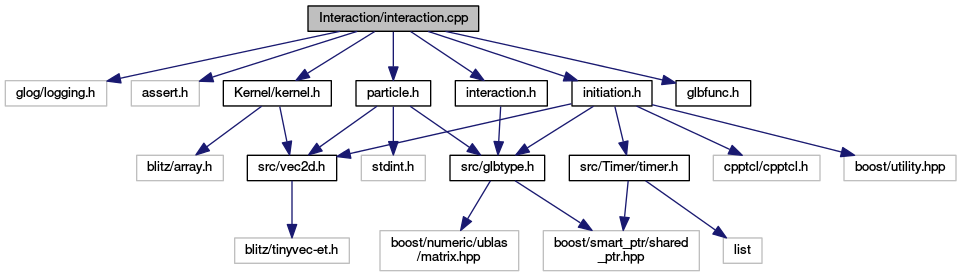 Interaction/interaction.cpp
glog/logging.h
assert.h
Kernel/kernel.h
particle.h
interaction.h
initiation.h
glbfunc.h
blitz/array.h
src/vec2d.h
stdint.h
src/glbtype.h
src/Timer/timer.h
cpptcl/cpptcl.h
boost/utility.hpp
blitz/tinyvec-et.h
boost/numeric/ublas
/matrix.hpp
boost/smart_ptr/shared
_ptr.hpp
list